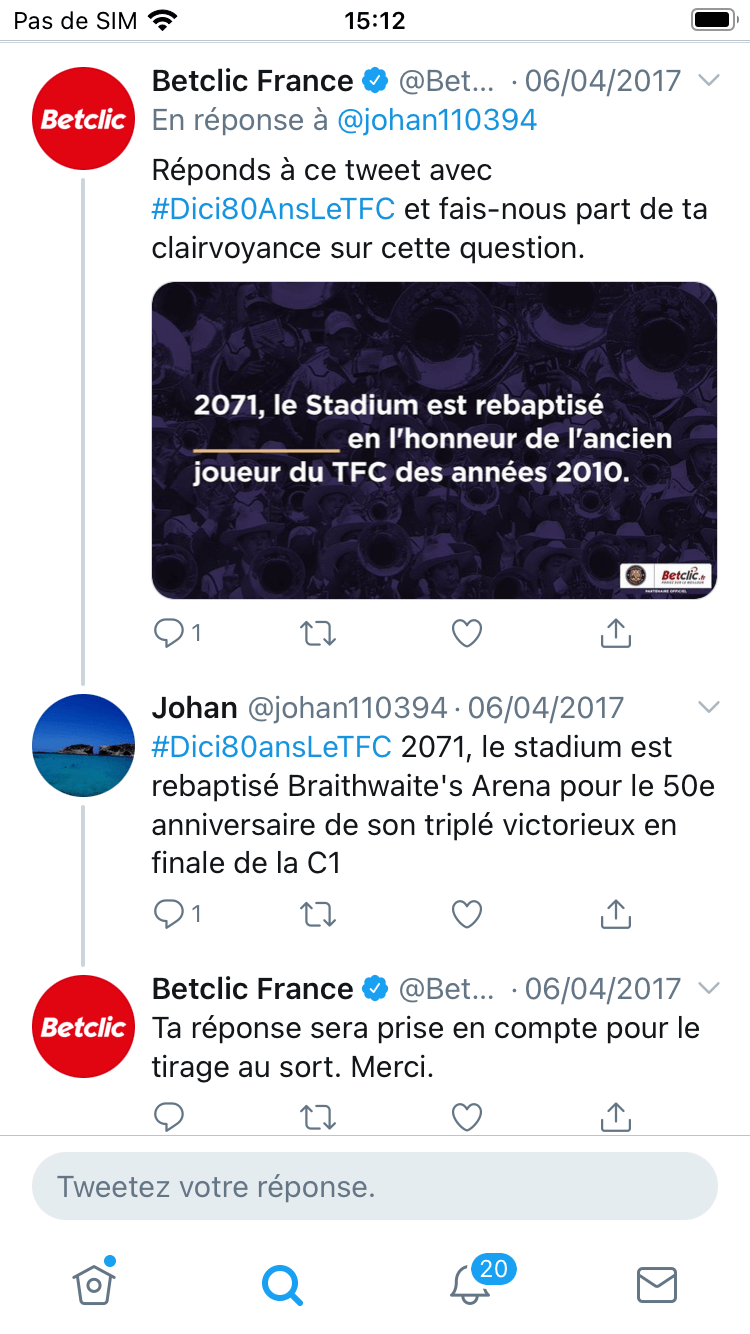 Pas de SIM
15:12
Betclic France @Bet... · 06/04/2017
Betclic
En réponse à @johan110394
Réponds à ce tweet avec
#Dici80AnsLeTFC et fais-nous part de ta
clairvoyance sur cette question.
2071, le Stadium est rebaptisé
__________ en l'honneur de l'ancien
joueur du TFC des années 2010.
Betclic.fr
PARTENAIRE OFFICIEL
1
Johan @johan110394 · 06/04/2017
#Dici80ansLeTFC 2071, le stadium est
rebaptisé Braithwaite's Arena pour le 50e
anniversaire de son triplé victorieux en
finale de la C1
1
Betclic France @Bet... · 06/04/2017
Betclic
Ta réponse sera prise en compte pour le
tirage au sort. Merci.
Tweetez votre réponse.
20